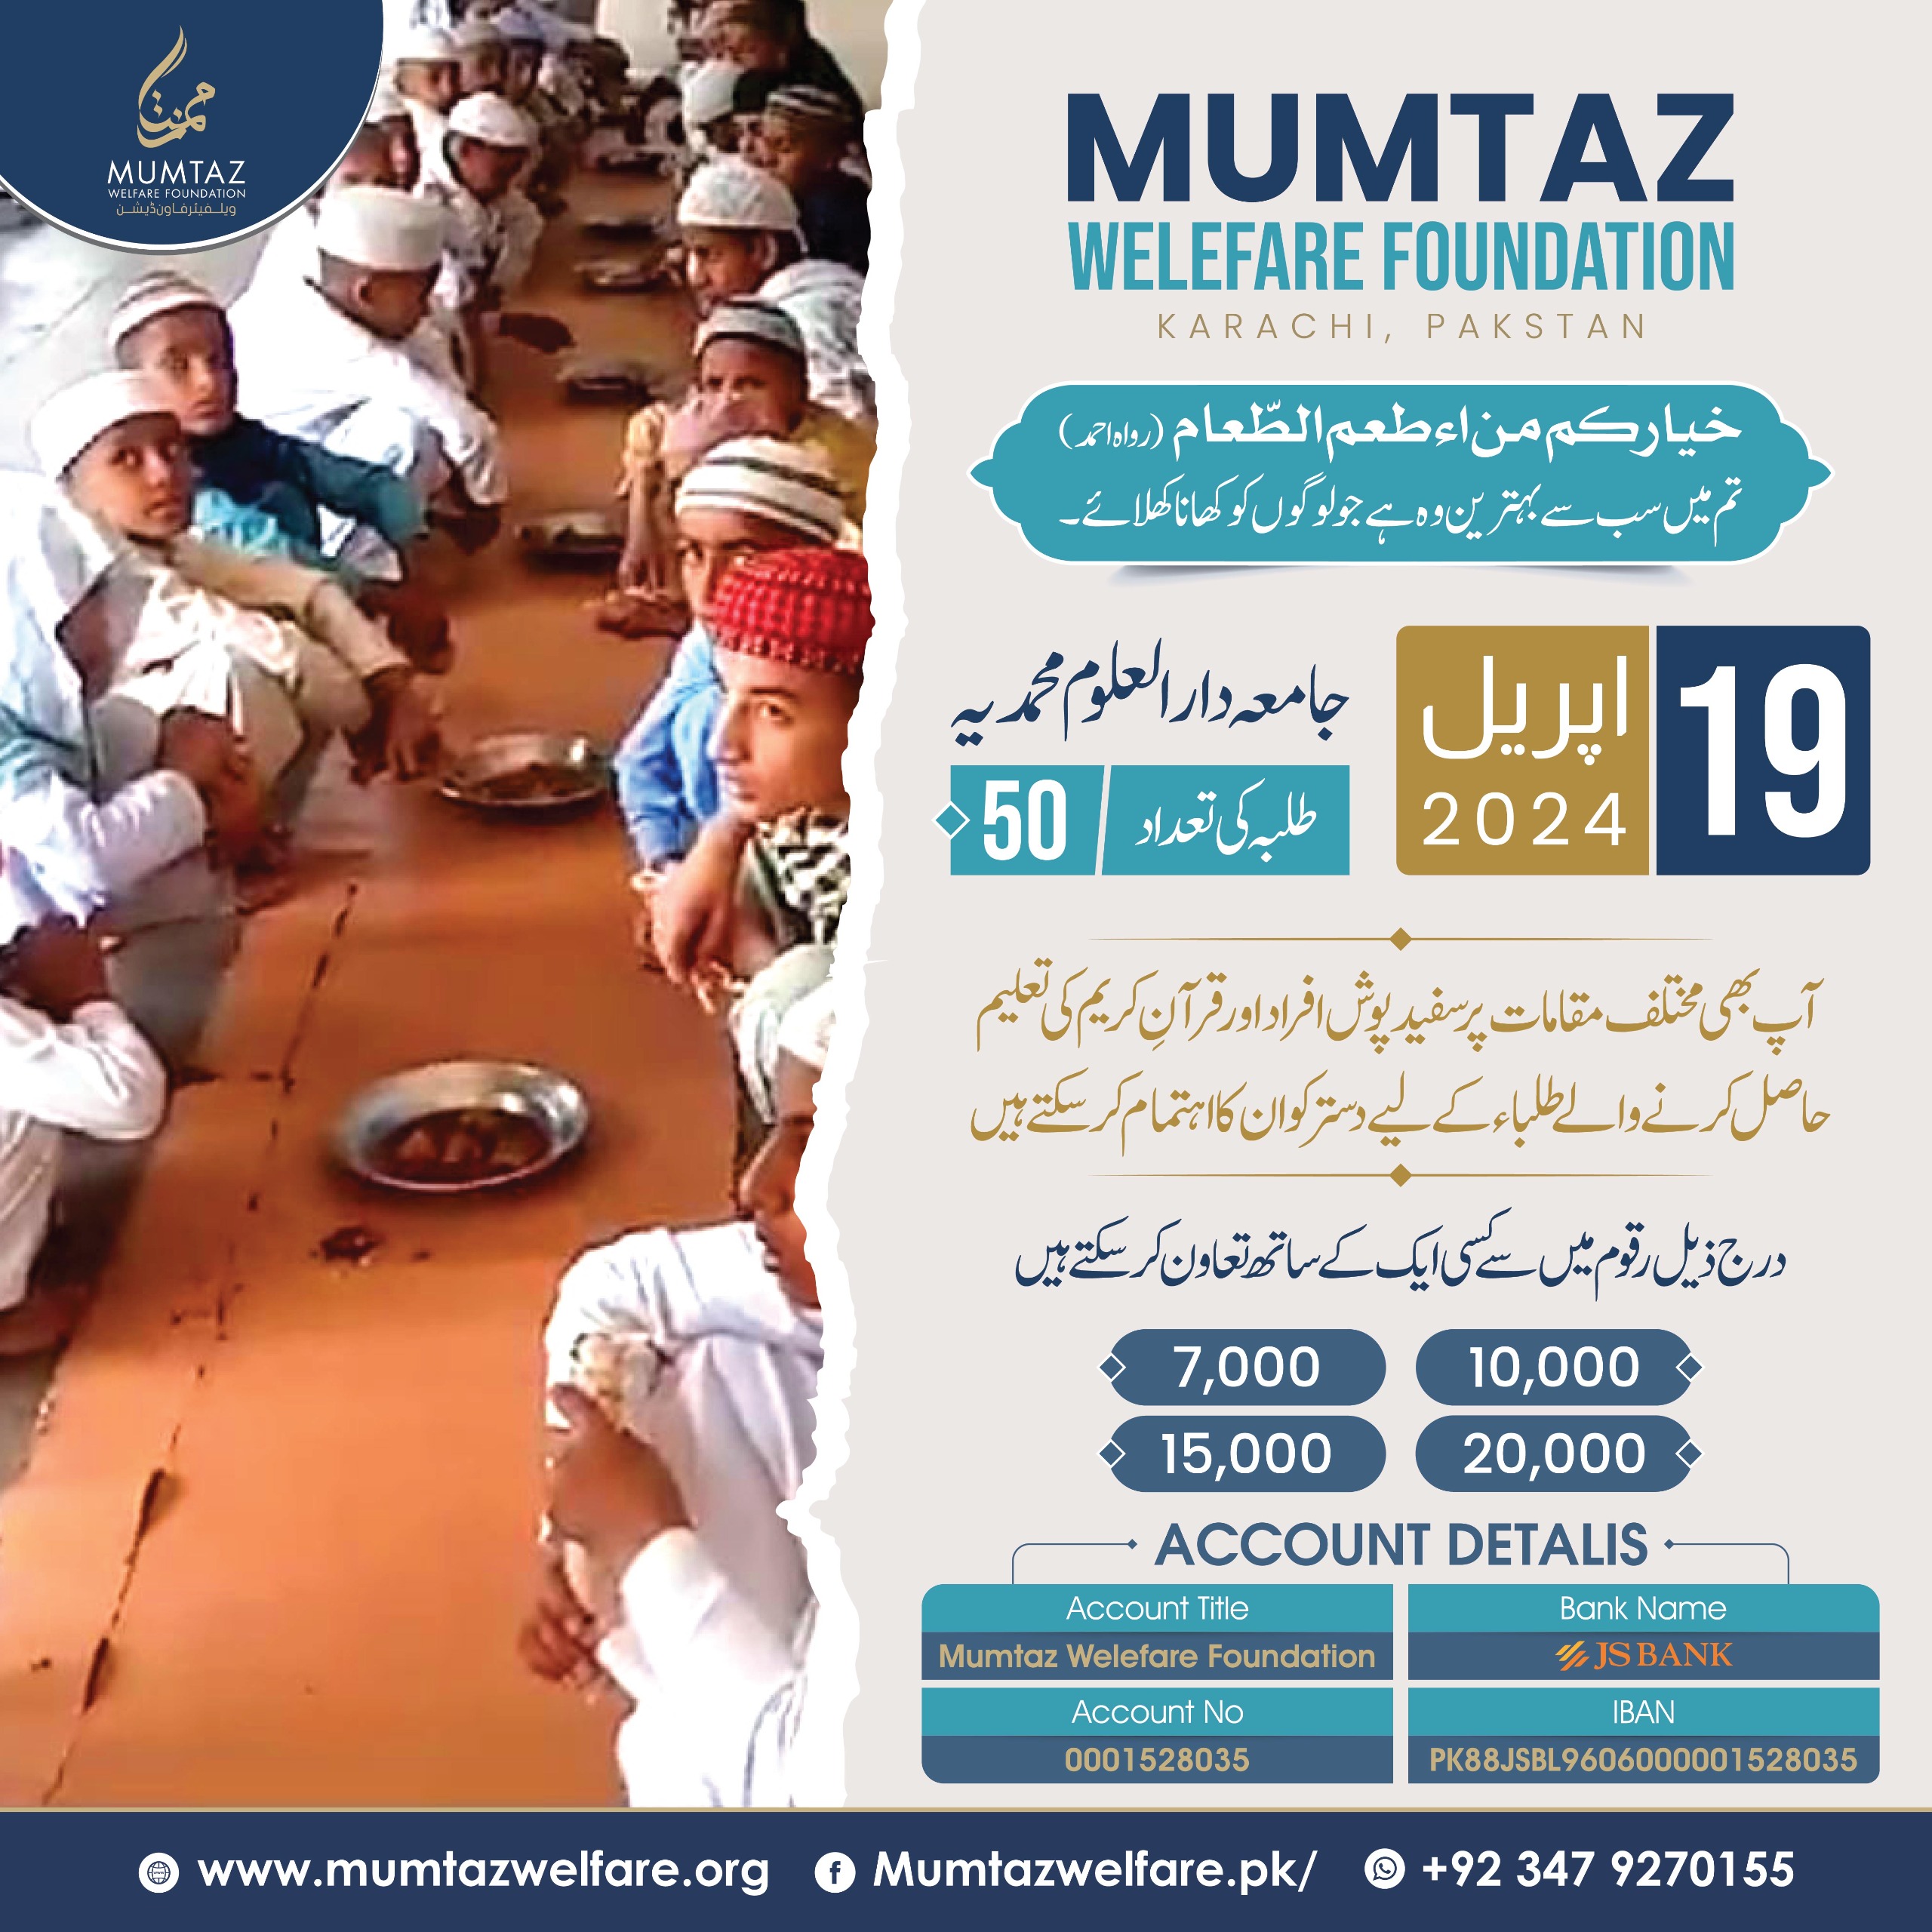 ممتاز
MUMTAZ
WELFARE FOUNDATION
ویلفیئر فاونڈیشن
MUMTAZ
WELEFARE FOUNDATION
KARACHI, PAKSTAN
خیارکم من اءطعم الطّعام (رواہ احمد)
تم میں سب سے بہترین وہ ہے جو لوگوں کو کھانا کھلائے۔
19
اپریل
2024
جامعہ دارالعلوم محمدیہ
طلبہ کی تعداد / 50
آپ بھی مختلف مقامات پر سفید پوش افراد اور قرآنِ کریم کی تعلیم
حاصل کرنے والے طلباء کے لیے دسترکوان کا اہتمام کر سکتے ہیں
درج ذیل رقوم میں سے کسی ایک کے ساتھ تعاون کر سکتے ہیں
7,000 10,000
15,000 20,000
ACCOUNT DETALIS
Account Title
Mumtaz Welefare Foundation
Bank Name
JS BANK
Account No
0001528035
IBAN
PK88JSBL9606000001528035
www.mumtazwelfare.org
Mumtazwelfare.pk/
+92 347 9270155